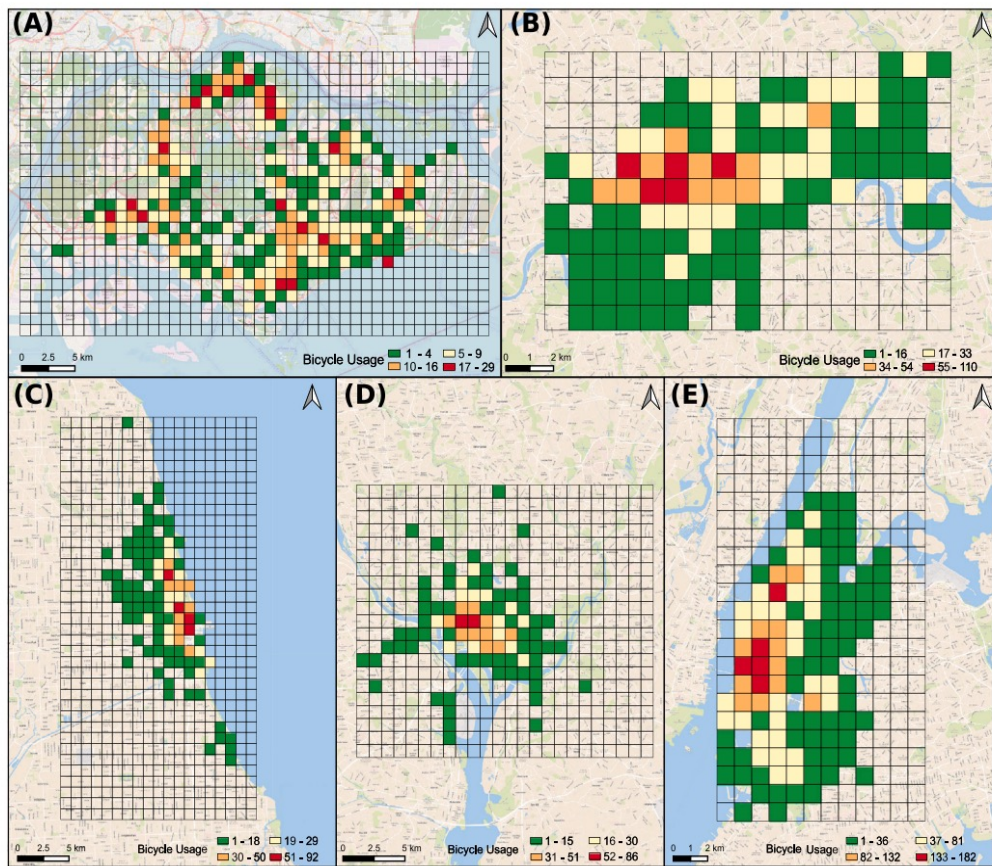 (A)
0 2.5 5 km
Bicycle Usage 1 - 4 5 - 9
10 - 16 17 - 29
(B)
0 1 2 km
Bicycle Usage 1 - 16 17 - 33
34 - 54 55 - 110
(C)
0 2.5 5 km
Bicycle Usage 1 - 18 19 - 29
30 - 50 51 - 92
(D)
0 2.5 5 km
Bicycle Usage 1 - 15 16 - 30
31 - 51 52 - 86
(E)
0 1 2 km
Bicycle Usage 1 - 36 37 - 81
82 - 132 133 - 182